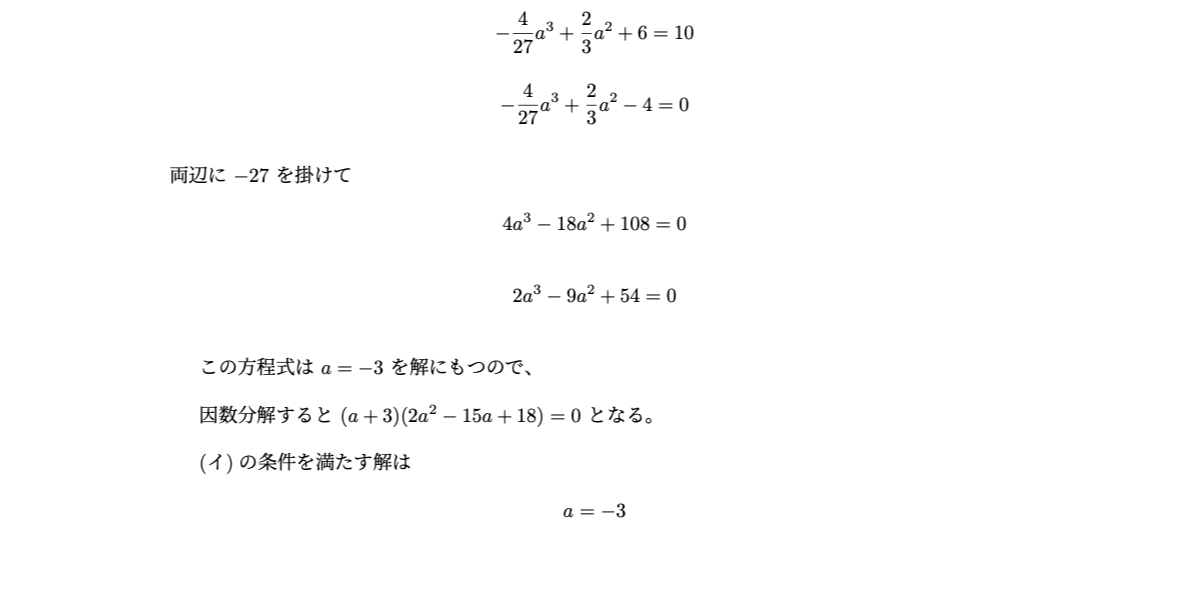 $-\frac{4}{27}a^3 + \frac{2}{3}a^2 + 6 = 10$
$-\frac{4}{27}a^3 + \frac{2}{3}a^2 - 4 = 0$
両辺に $-27$ を掛けて
$4a^3 - 18a^2 + 108 = 0$
$2a^3 - 9a^2 + 54 = 0$
この方程式は $a = -3$ を解にもつので、
因数分解すると $(a+3)(2a^2 - 15a + 18) = 0$ となる。
(イ) の条件を満たす解は
$a = -3$